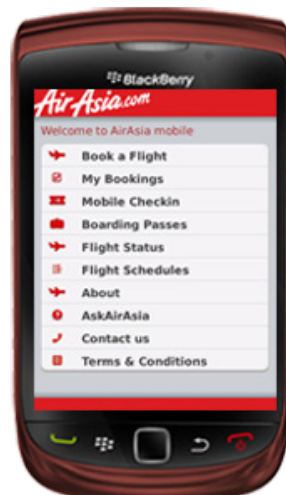 BlackBerry
AirAsia.com
Welcome to AirAsia mobile
Book a Flight
My Bookings
Mobile Checkin
Boarding Passes
Flight Status
Flight Schedules
About
AskAirAsia
Contact us
Terms & Conditions